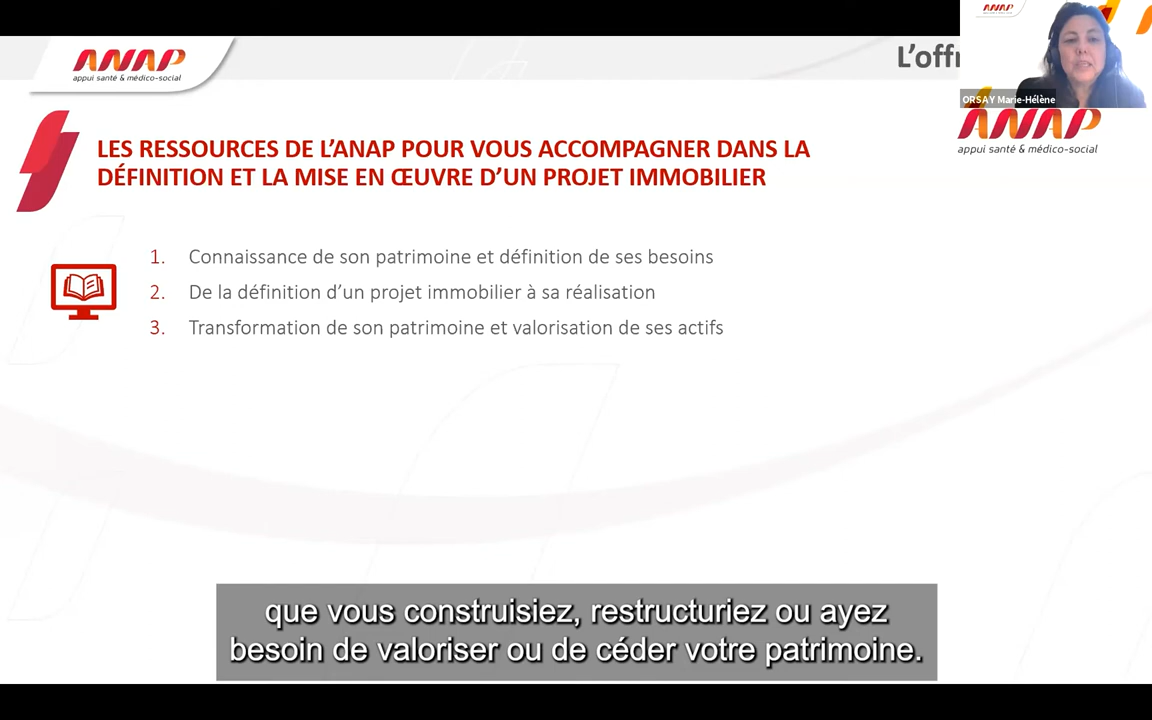 ANAP
appui santé & médico-social
L'offr
ANAP
ORSAY Marie-Hélène
ANAP
appui santé & médico-social
LES RESSOURCES DE L'ANAP POUR VOUS ACCOMPAGNER DANS LA
DÉFINITION ET LA MISE EN ŒUVRE D'UN PROJET IMMOBILIER
1. Connaissance de son patrimoine et définition de ses besoins
2. De la définition d'un projet immobilier à sa réalisation
3. Transformation de son patrimoine et valorisation de ses actifs
que vous construisiez, restructuriez ou ayez
besoin de valoriser ou de céder votre patrimoine.